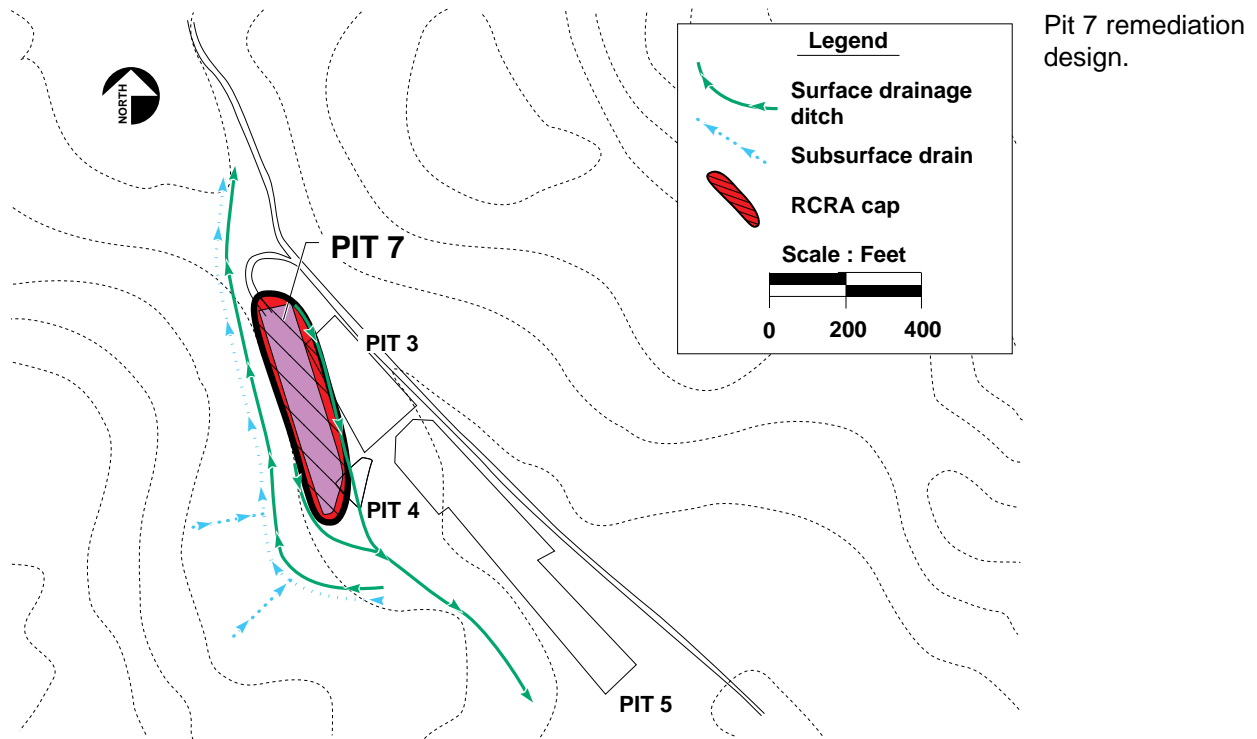 Pit 7 remediation
design.
Legend
Surface drainage
ditch
Subsurface drain
RCRA cap
Scale : Feet
0 200 400
NORTH
PIT 7
PIT 3
PIT 4
PIT 5